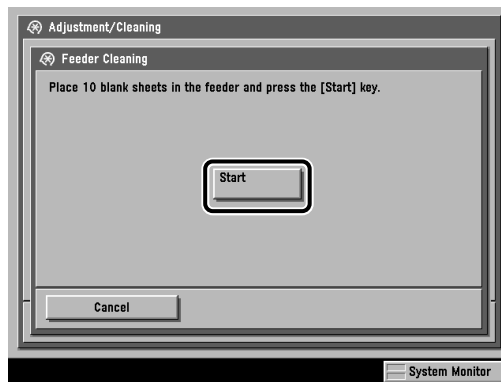 Adjustment/Cleaning
Feeder Cleaning
Place 10 blank sheets in the feeder and press the [Start] key.
Start
Cancel
System Monitor